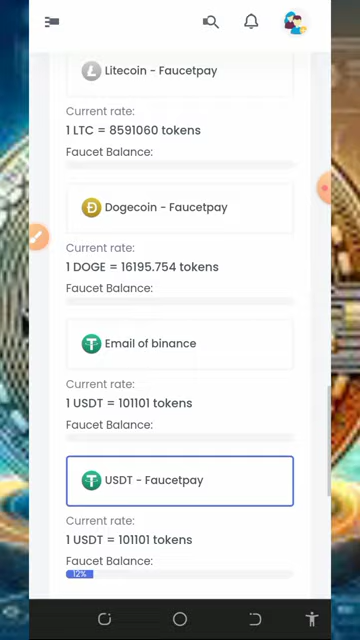 Litecoin - Faucetpay
Current rate:
1 LTC = 8591060 tokens
Faucet Balance:
Dogecoin - Faucetpay
Current rate:
1 DOGE = 16195.754 tokens
Faucet Balance:
Email of binance
Current rate:
1 USDT = 101101 tokens
Faucet Balance:
USDT - Faucetpay
Current rate:
1 USDT = 101101 tokens
Faucet Balance:
12%